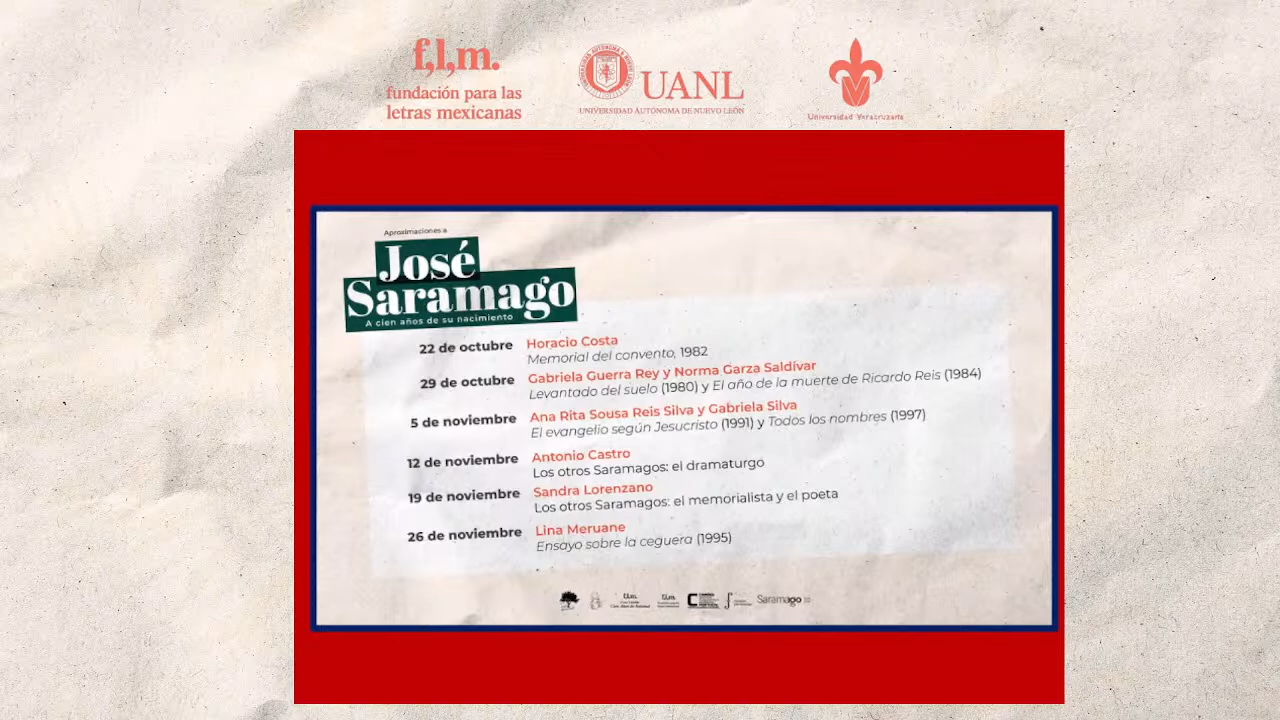 f,l,m.
fundación para las
letras mexicanas
UANL
UNIVERSIDAD AUTÓNOMA DE NUEVO LEÓN
Universidad Veracruzana
Aproximaciones a
José
Saramago
A cien años de su nacimiento
22 de octubre Horacio Costa
Memorial del convento, 1982
29 de octubre Gabriela Guerra Rey y Norma Garza Saldívar
Levantado del suelo (1980) y El año de la muerte de Ricardo Reis (1984)
5 de noviembre Ana Rita Sousa Reis Silva y Gabriela Silva
El evangelio según Jesucristo (1991) y Todos los nombres (1997)
12 de noviembre Antonio Castro
Los otros Saramagos: el dramaturgo
19 de noviembre Sandra Lorenzano
Los otros Saramagos: el memorialista y el poeta
26 de noviembre Lina Meruane
Ensayo sobre la ceguera (1995)
f,l,m.
f,l,m.
Saramago